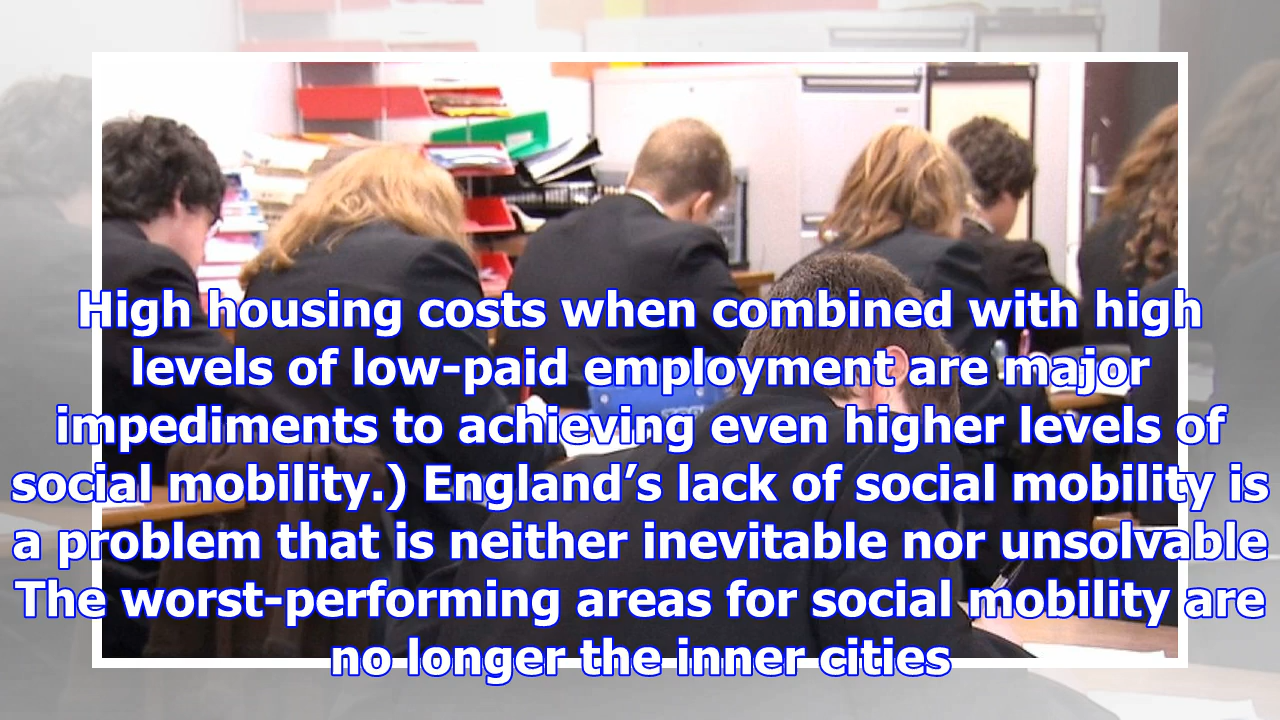 High housing costs when combined with high
levels of low-paid employment are major
impediments to achieving even higher levels of
social mobility.) England’s lack of social mobility is
a problem that is neither inevitable nor unsolvable
The worst-performing areas for social mobility are
no longer the inner cities